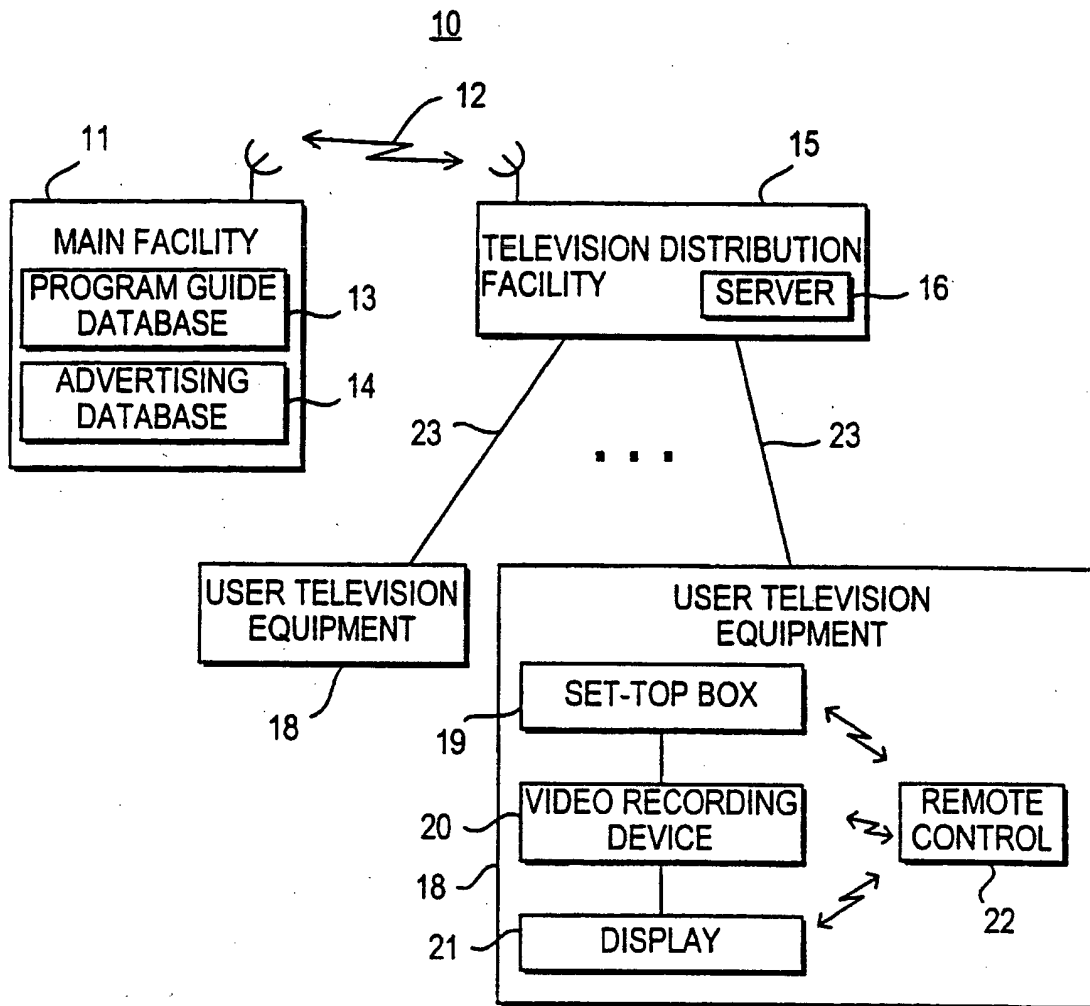 10
12
11
15
MAIN FACILITY
PROGRAM GUIDE
DATABASE
13
ADVERTISING
DATABASE
14
TELEVISION DISTRIBUTION
FACILITY
SERVER
16
23
. . .
23
USER TELEVISION
EQUIPMENT
18
USER TELEVISION
EQUIPMENT
SET-TOP BOX
19
VIDEO RECORDING
DEVICE
20
REMOTE
CONTROL
22
18
DISPLAY
21